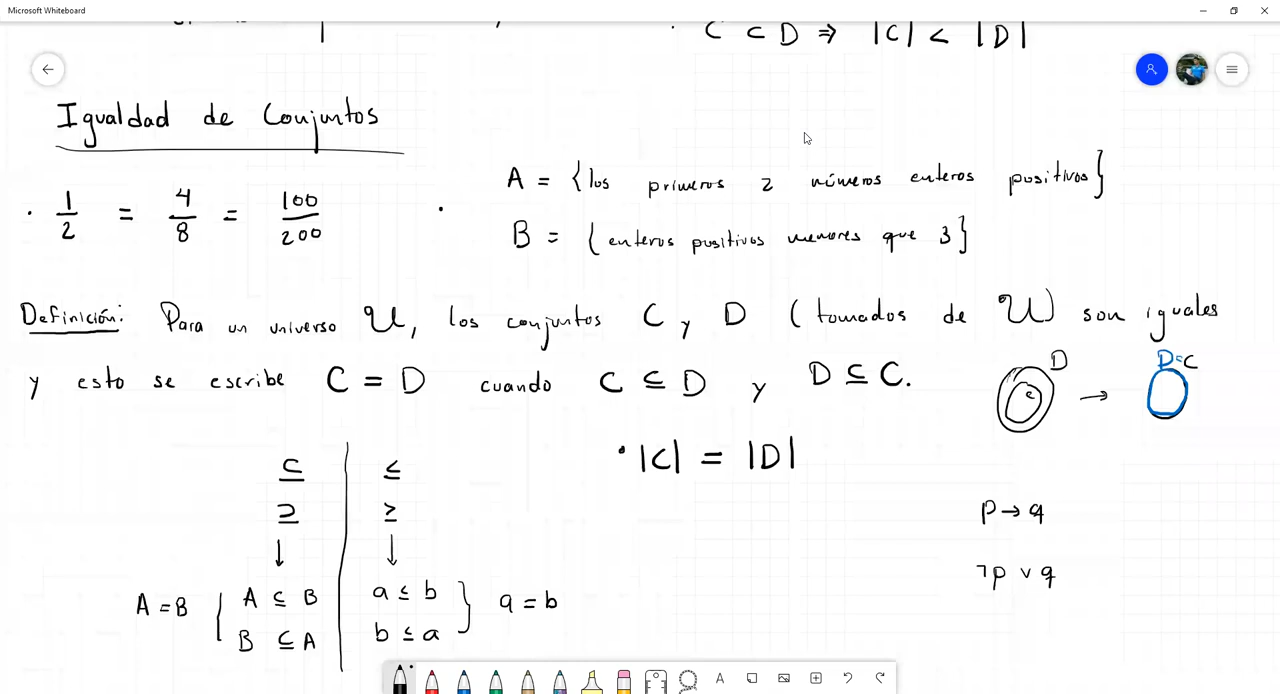 Microsoft Whiteboard
C ⊂ D ⇒ |C| < |D|
Igualdad de Conjuntos
· 1/2 = 4/8 = 100/200
· A = {los primeros 2 números enteros positivos}
B = {enteros positivos menores que 3}
Definición: Para un universo U, los conjuntos C y D (tomados de U) son iguales
y esto se escribe C = D cuando C ⊆ D y D ⊆ C.
D
C
→
D=C
· |C| = |D|
⊆ | ≤
⊇ | ≥
↓ | ↓
A = B { A ⊆ B | a ≤ b } a = b
B ⊆ A | b ≤ a
p → q
¬p ∨ q
A